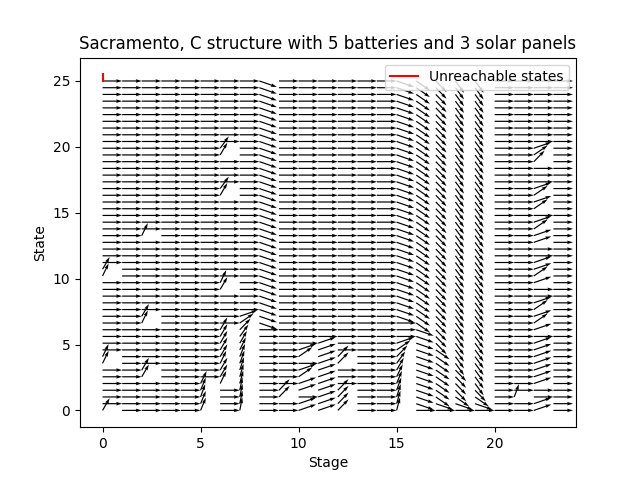 Sacramento, C structure with 5 batteries and 3 solar panels
Unreachable states
25
20
15
10
5
0
State
0 5 10 15 20
Stage